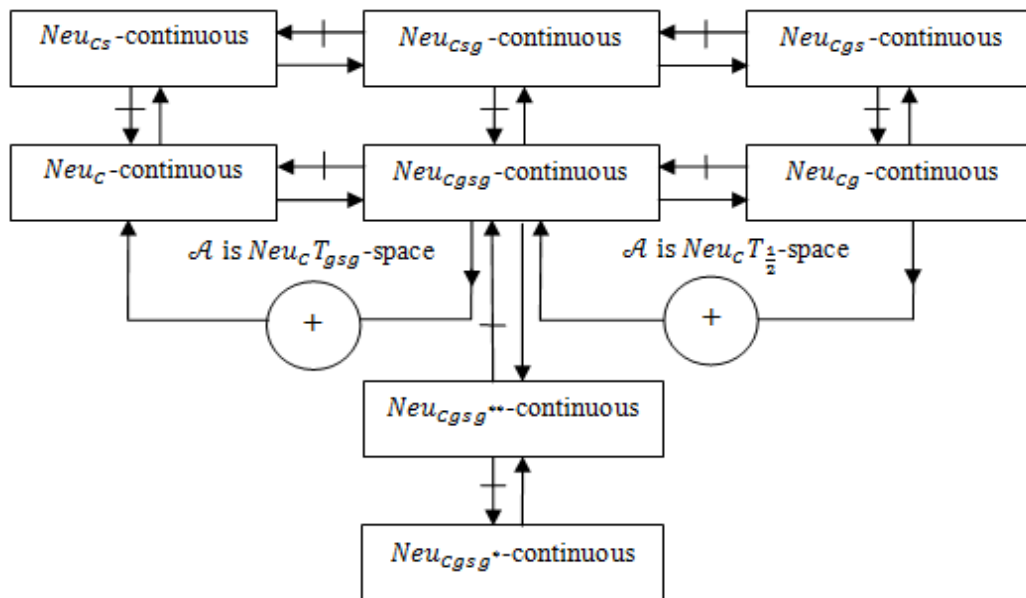 Neu_Cs-continuous
Neu_Csg-continuous
Neu_Cgs-continuous
Neu_C-continuous
Neu_Cgsg-continuous
Neu_Cg-continuous
𝒜 is Neu_C T_gsg-space
𝒜 is Neu_C T_1/2-space
+
+
Neu_Cgsg**-continuous
Neu_Cgsg*-continuous